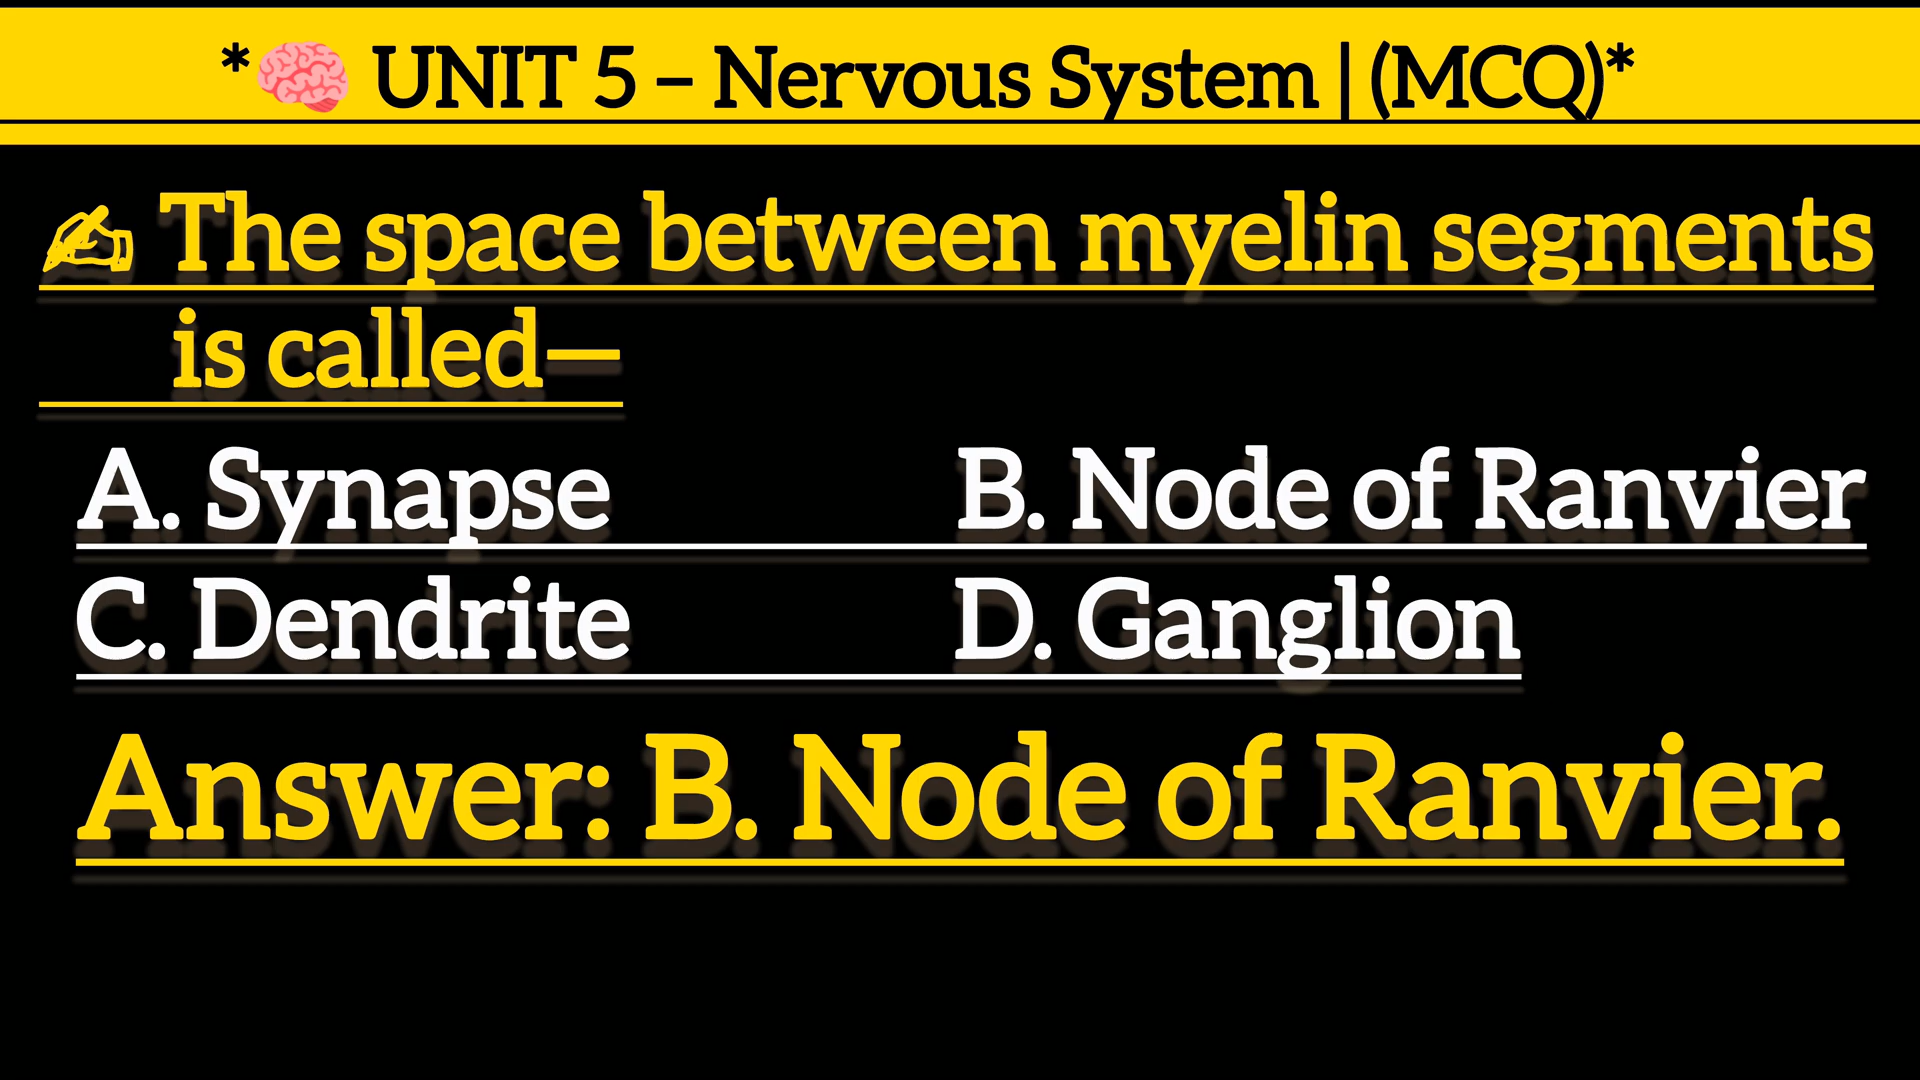 *🧠 UNIT 5 – Nervous System | (MCQ)*
✍ The space between myelin segments
is called—
A. Synapse B. Node of Ranvier
C. Dendrite D. Ganglion
Answer: B. Node of Ranvier.